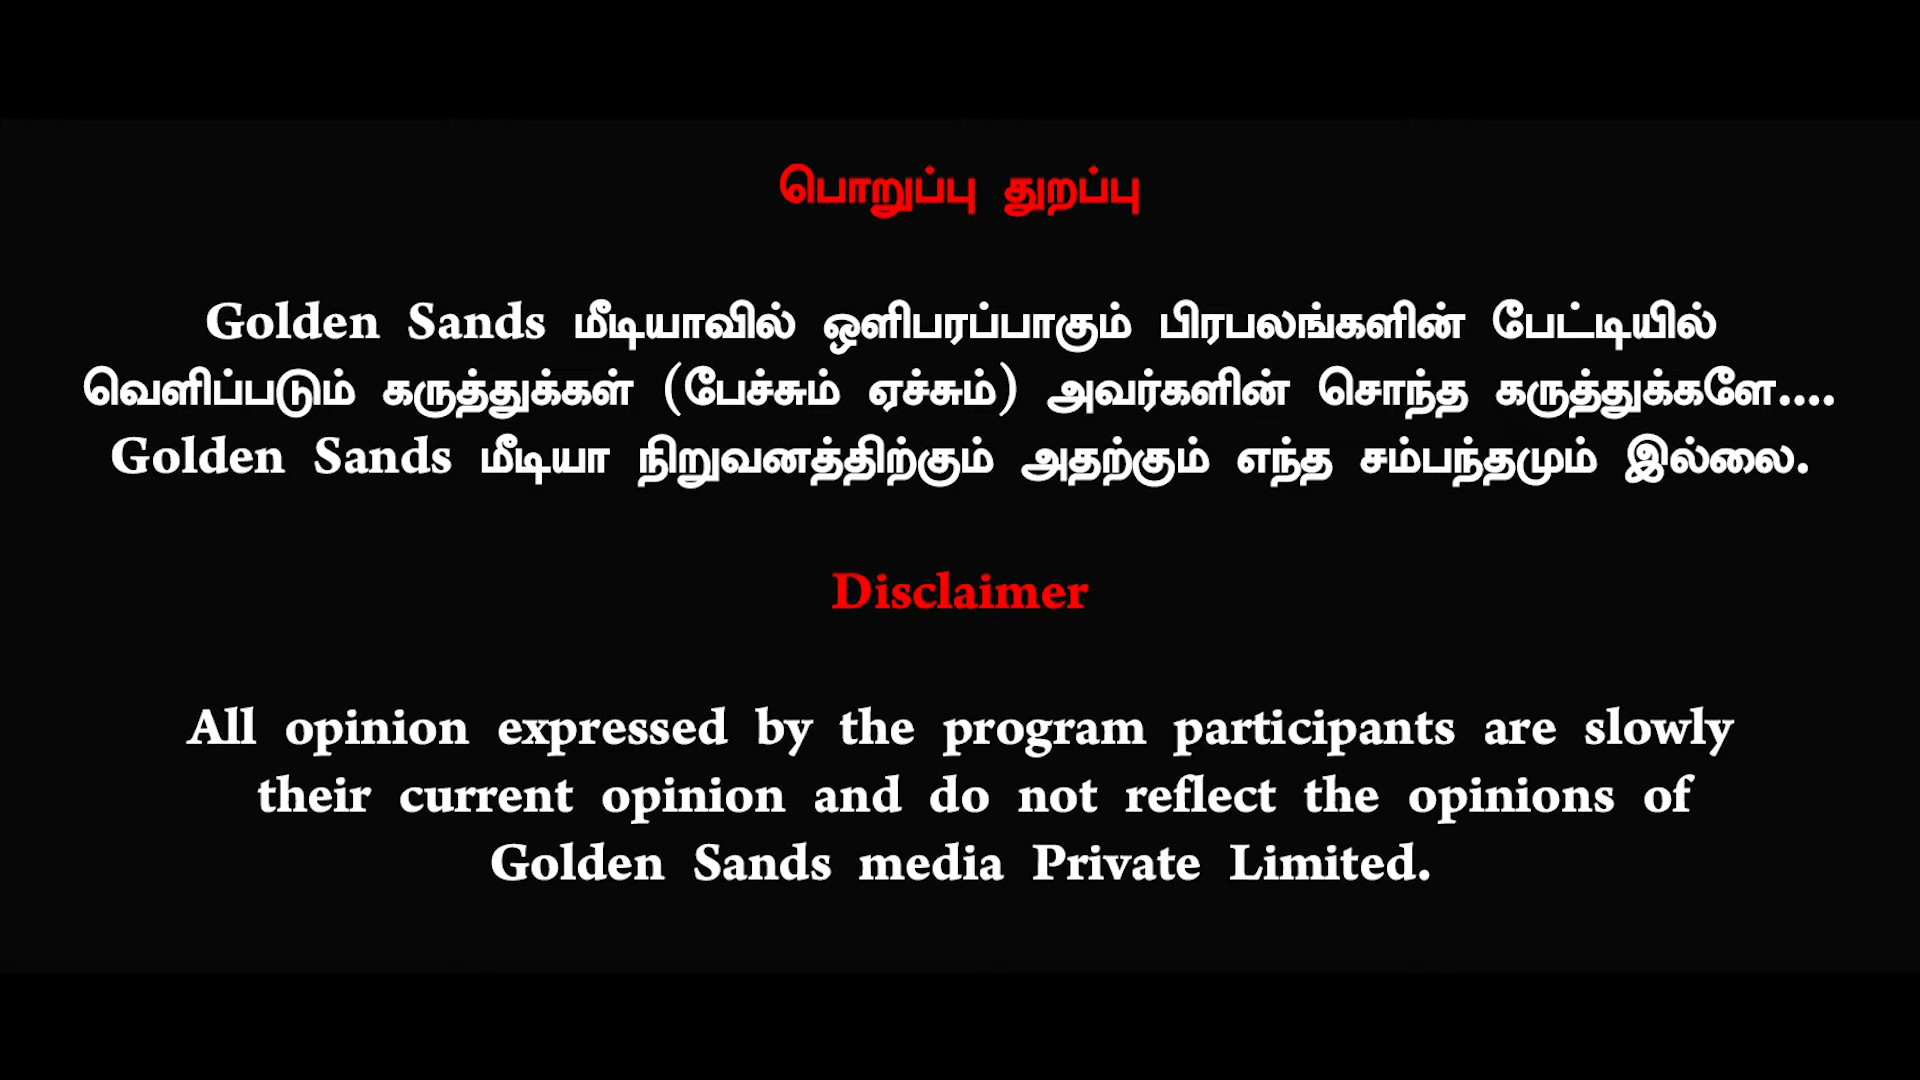 பொறுப்பு துறப்பு
Golden Sands மீடியாவில் ஒளிபரப்பாகும் பிரபலங்களின் பேட்டியில்
வெளிப்படும் கருத்துக்கள் (பேச்சும் ஏச்சும்) அவர்களின் சொந்த கருத்துக்களே....
Golden Sands மீடியா நிறுவனத்திற்கும் அதற்கும் எந்த சம்பந்தமும் இல்லை.
Disclaimer
All opinion expressed by the program participants are slowly
their current opinion and do not reflect the opinions of
Golden Sands media Private Limited.